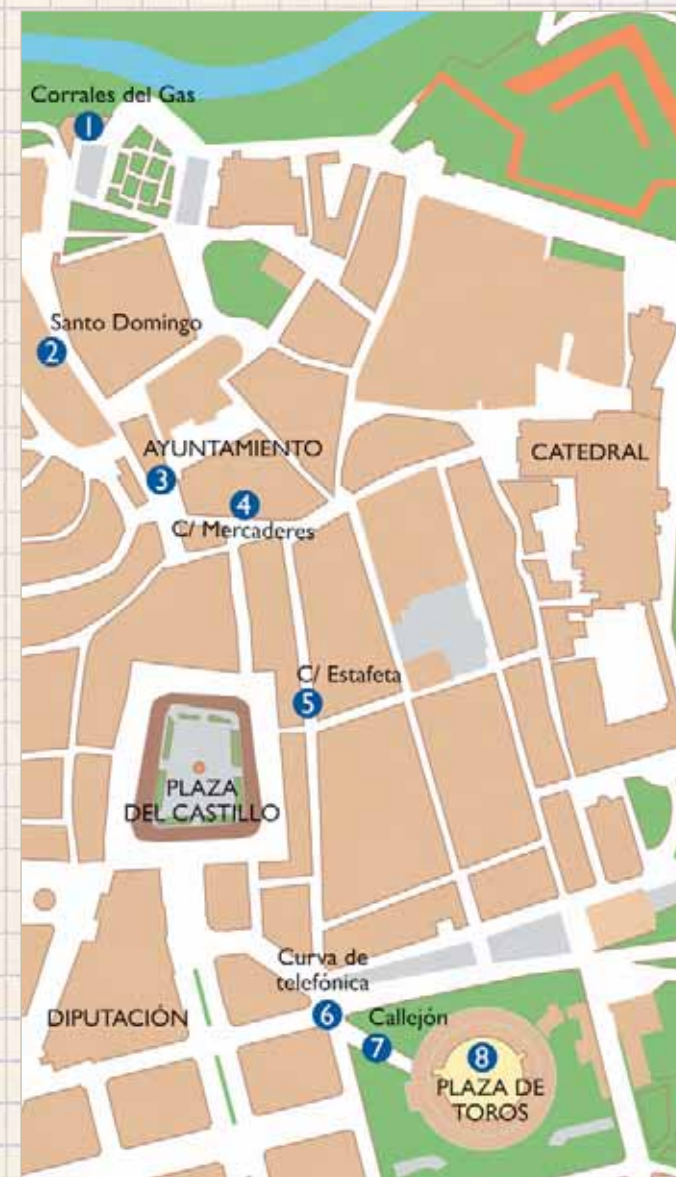 Corrales del Gas
1
Santo Domingo
2
AYUNTAMIENTO
CATEDRAL
3
4
C/ Mercaderes
C/ Estafeta
5
PLAZA
DEL CASTILLO
Curva de
telefónica
6
DIPUTACIÓN
Callejón
7
8
PLAZA DE
TOROS